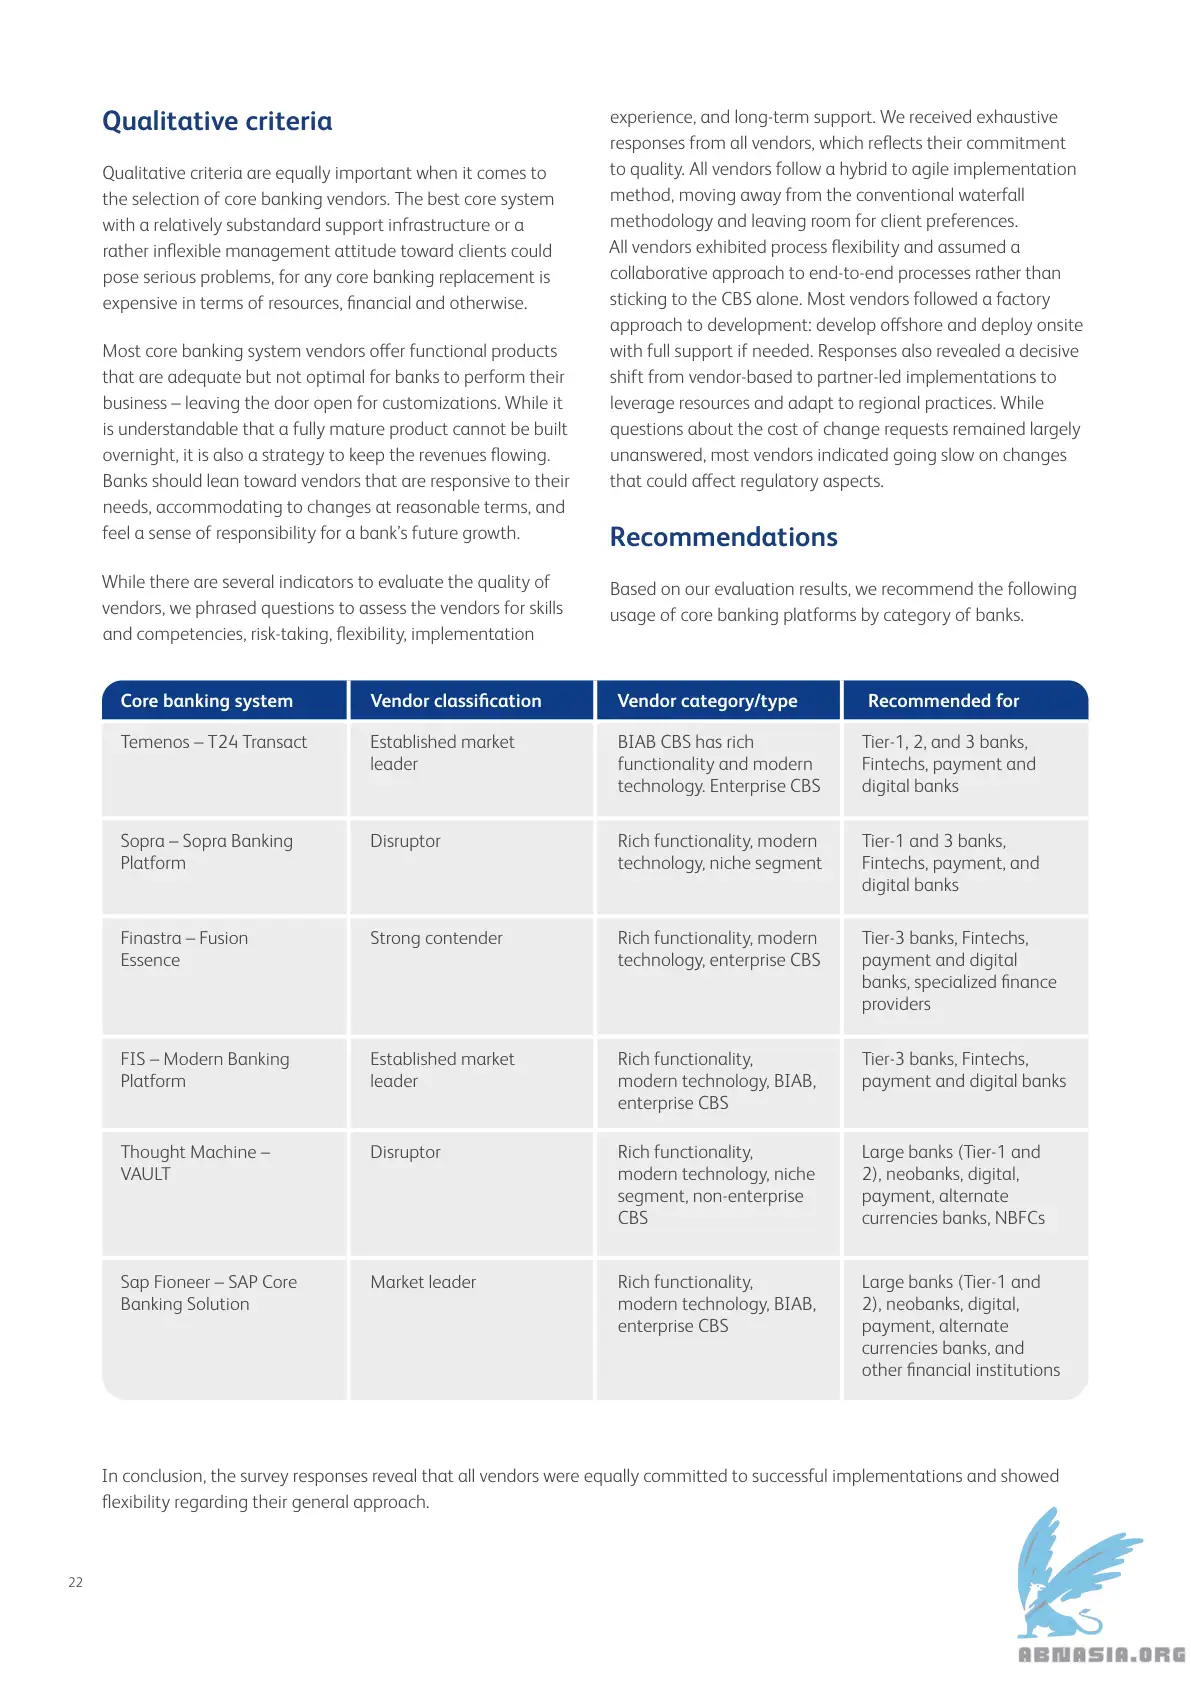 Qualitative criteria
Qualitative criteria are equally important when it comes to
the selection of core banking vendors. The best core system
with a relatively substandard support infrastructure or a
rather inflexible management attitude toward clients could
pose serious problems, for any core banking replacement is
expensive in terms of resources, financial and otherwise.
Most core banking system vendors offer functional products
that are adequate but not optimal for banks to perform their
business – leaving the door open for customizations. While it
is understandable that a fully mature product cannot be built
overnight, it is also a strategy to keep the revenues flowing.
Banks should lean toward vendors that are responsive to their
needs, accommodating to changes at reasonable terms, and
feel a sense of responsibility for a bank's future growth.
While there are several indicators to evaluate the quality of
vendors, we phrased questions to assess the vendors for skills
and competencies, risk-taking, flexibility, implementation
experience, and long-term support. We received exhaustive
responses from all vendors, which reflects their commitment
to quality. All vendors follow a hybrid to agile implementation
method, moving away from the conventional waterfall
methodology and leaving room for client preferences.
All vendors exhibited process flexibility and assumed a
collaborative approach to end-to-end processes rather than
sticking to the CBS alone. Most vendors followed a factory
approach to development: develop offshore and deploy onsite
with full support if needed. Responses also revealed a decisive
shift from vendor-based to partner-led implementations to
leverage resources and adapt to regional practices. While
questions about the cost of change requests remained largely
unanswered, most vendors indicated going slow on changes
that could affect regulatory aspects.
Recommendations
Based on our evaluation results, we recommend the following
usage of core banking platforms by category of banks.
Core banking system
Vendor classification
Vendor category/type
Recommended for
Temenos – T24 Transact
Established market
leader
BIAB CBS has rich
functionality and modern
technology. Enterprise CBS
Tier-1, 2, and 3 banks,
Fintechs, payment and
digital banks
Sopra – Sopra Banking
Platform
Disruptor
Rich functionality, modern
technology, niche segment
Tier-1 and 3 banks,
Fintechs, payment, and
digital banks
Finastra – Fusion
Essence
Strong contender
Rich functionality, modern
technology, enterprise CBS
Tier-3 banks, Fintechs,
payment and digital
banks, specialized finance
providers
FIS – Modern Banking
Platform
Established market
leader
Rich functionality,
modern technology, BIAB,
enterprise CBS
Tier-3 banks, Fintechs,
payment and digital banks
Thought Machine –
VAULT
Disruptor
Rich functionality,
modern technology, niche
segment, non-enterprise
CBS
Large banks (Tier-1 and
2), neobanks, digital,
payment, alternate
currencies banks, NBFCs
Sap Fioneer – SAP Core
Banking Solution
Market leader
Rich functionality,
modern technology, BIAB,
enterprise CBS
Large banks (Tier-1 and
2), neobanks, digital,
payment, alternate
currencies banks, and
other financial institutions
In conclusion, the survey responses reveal that all vendors were equally committed to successful implementations and showed
flexibility regarding their general approach.
22
ABNASIA.ORG